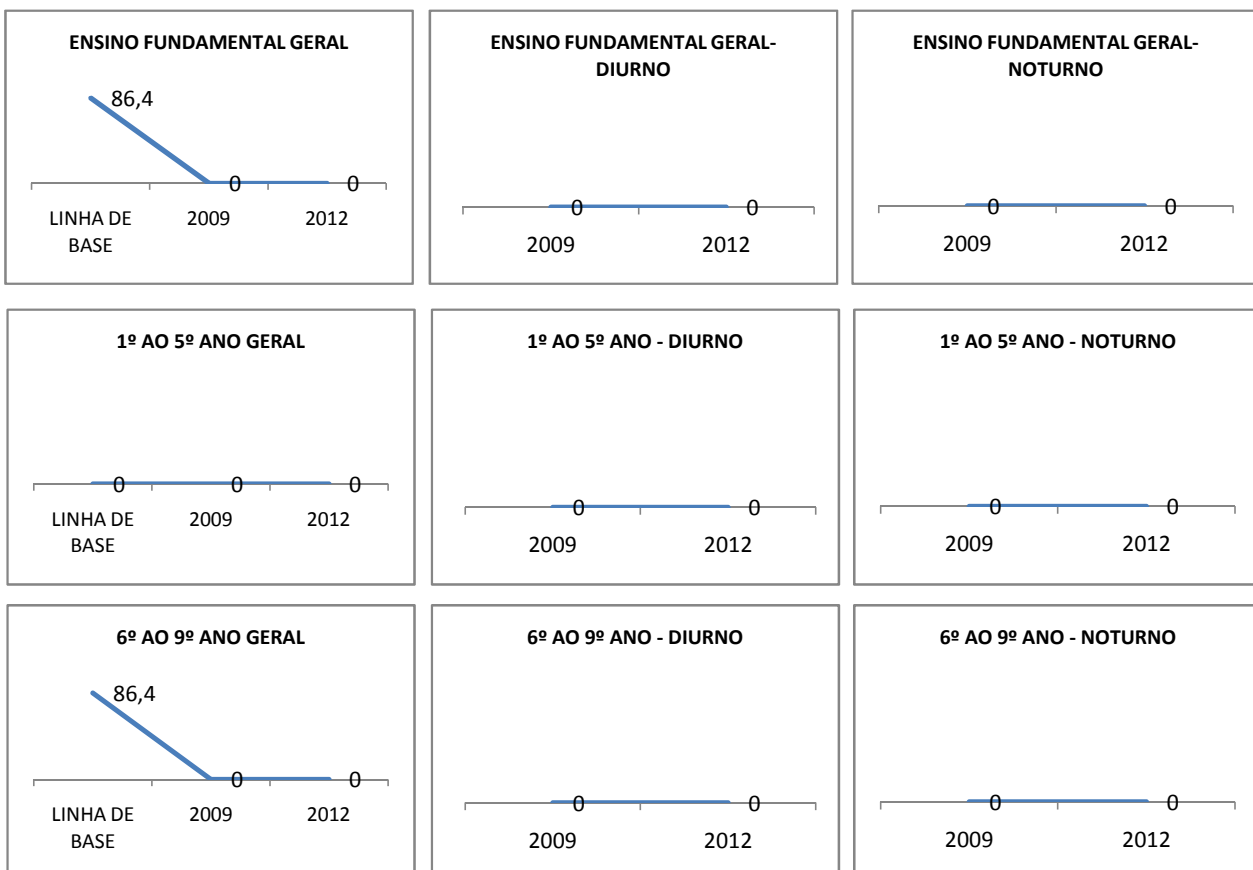 ENSINO FUNDAMENTAL GERAL
86,4
0
0
LINHA DE
BASE
2009
2012
ENSINO FUNDAMENTAL GERAL-
DIURNO
0
0
2009
2012
ENSINO FUNDAMENTAL GERAL-
NOTURNO
0
0
2009
2012
1º AO 5º ANO GERAL
0
0
0
LINHA DE
BASE
2009
2012
1º AO 5º ANO - DIURNO
0
0
2009
2012
1º AO 5º ANO - NOTURNO
0
0
2009
2012
6º AO 9º ANO GERAL
86,4
0
0
LINHA DE
BASE
2009
2012
6º AO 9º ANO - DIURNO
0
0
2009
2012
6º AO 9º ANO - NOTURNO
0
0
2009
2012